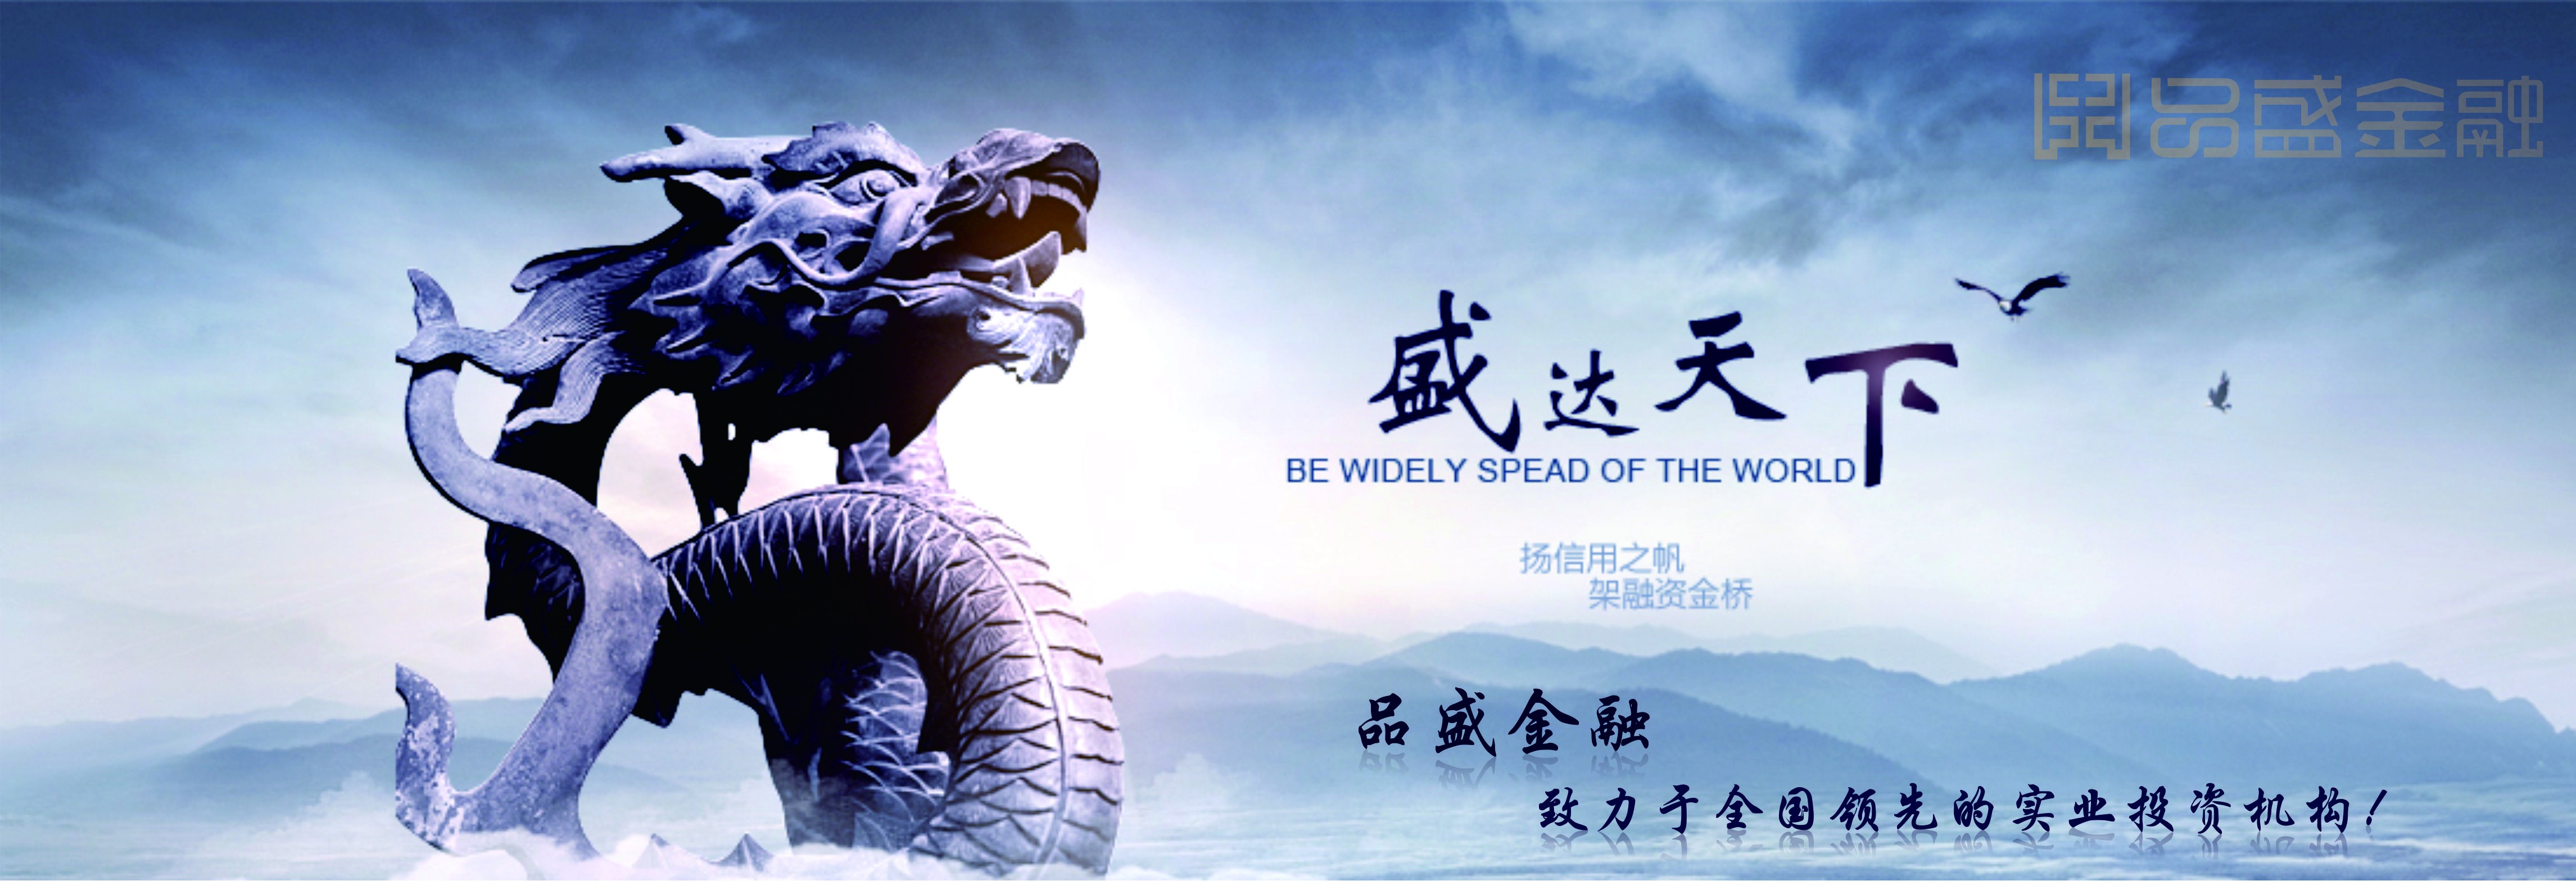 品盛金融
盛达天下
BE WIDELY SPEAD OF THE WORLD
扬信用之帆
架融资金桥
品盛金融
致力于全国领先的实业投资机构！